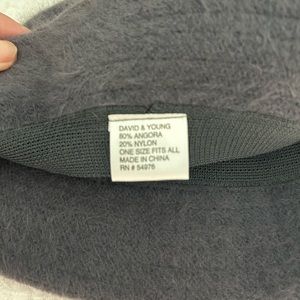 DAVID & YOUNG
80% ANGORA
20% NYLON
ONE SIZE FITS ALL
MADE IN CHINA
RN # 54976